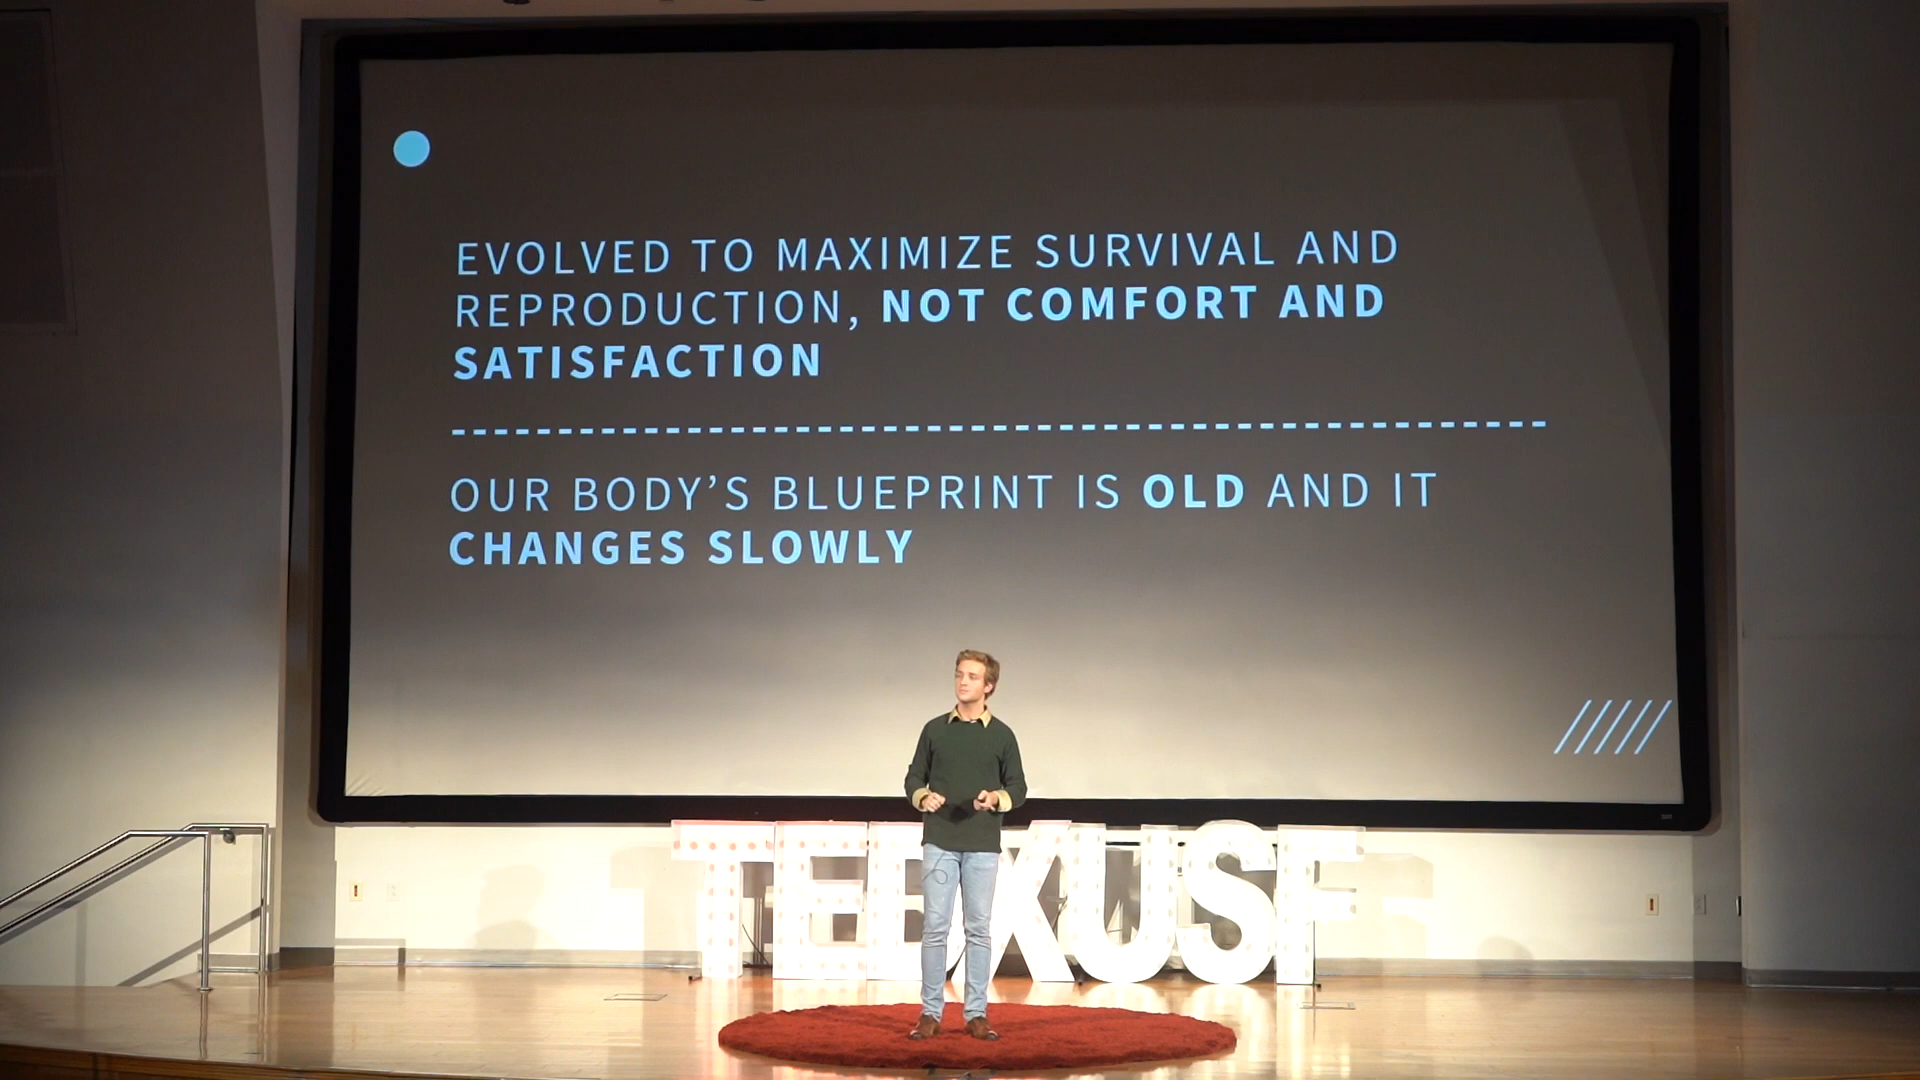 EVOLVED TO MAXIMIZE SURVIVAL AND
REPRODUCTION, NOT COMFORT AND
SATISFACTION
OUR BODY’S BLUEPRINT IS OLD AND IT
CHANGES SLOWLY
TEDXUSF